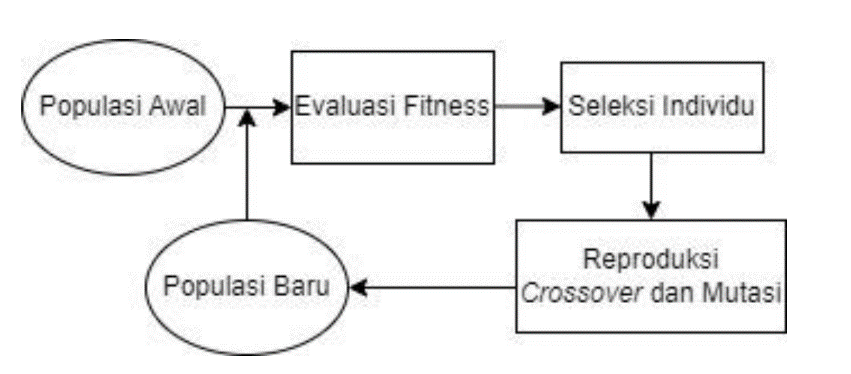 Populasi Awal
Evaluasi Fitness
Seleksi Individu
Reproduksi
Crossover dan Mutasi
Populasi Baru